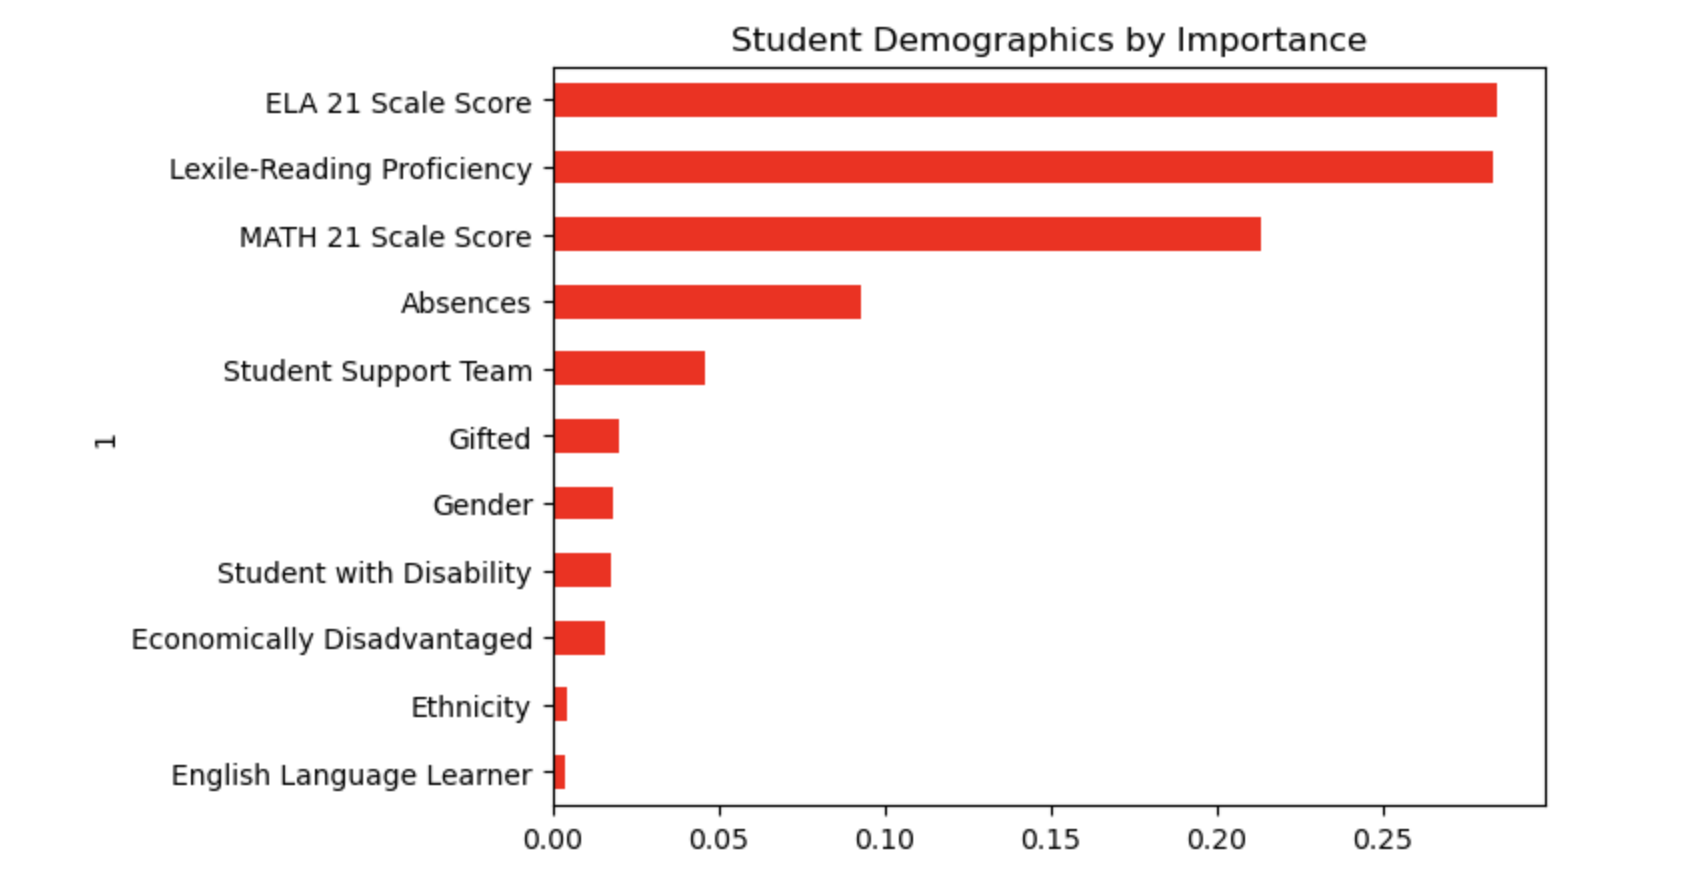 Student Demographics by Importance
ELA 21 Scale Score
Lexile-Reading Proficiency
MATH 21 Scale Score
Absences
Student Support Team
Gifted
1
Gender
Student with Disability
Economically Disadvantaged
Ethnicity
English Language Learner
0.00 0.05 0.10 0.15 0.20 0.25